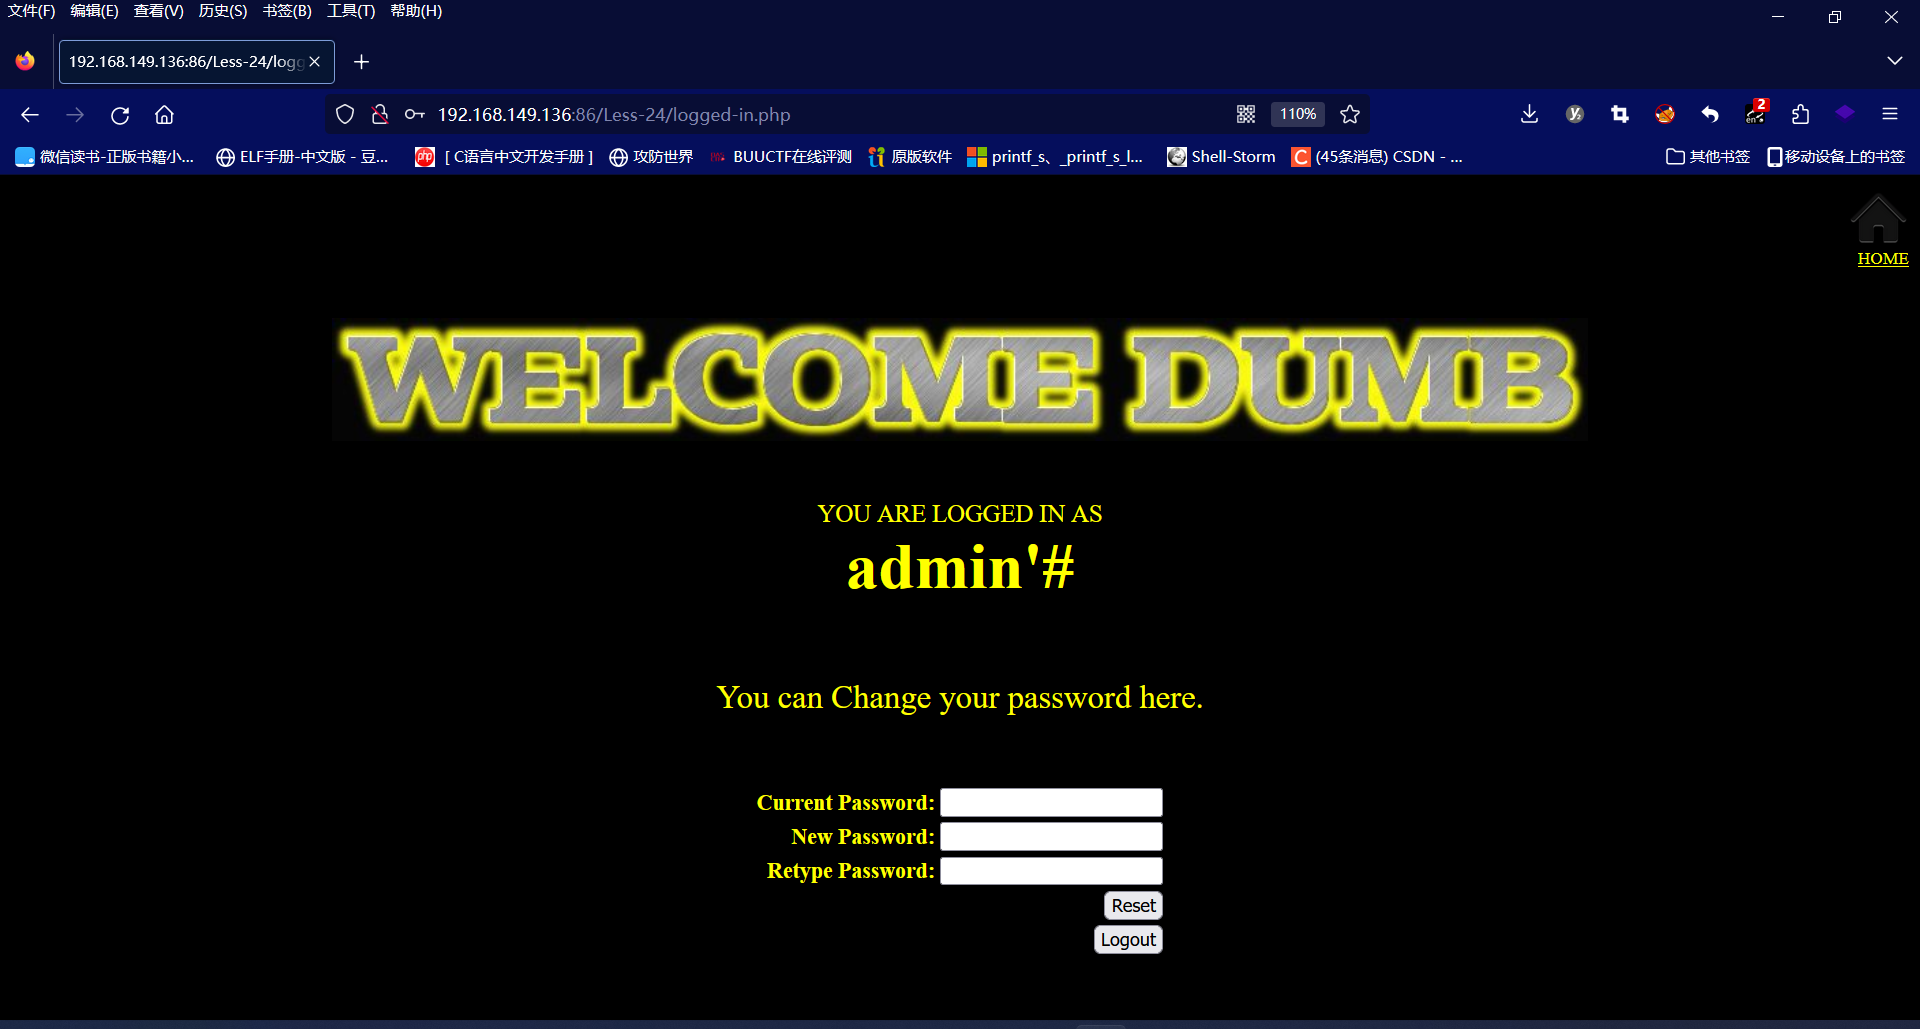 文件(F) 编辑(E) 查看(V) 历史(S) 书签(B) 工具(T) 帮助(H)
192.168.149.136:86/Less-24/logg
192.168.149.136:86/Less-24/logged-in.php 110% 2
en
微信读书-正版书籍小... ELF手册-中文版 - 豆... php [ C语言中文开发手册 ] 攻防世界 BUUCTF在线评测 原版软件 printf_s、_printf_s_l... Shell-Storm C (45条消息) CSDN - ... 其他书签 移动设备上的书签
HOME
WELCOME DUMB
YOU ARE LOGGED IN AS
admin'#
You can Change your password here.
Current Password:
New Password:
Retype Password:
Reset
Logout